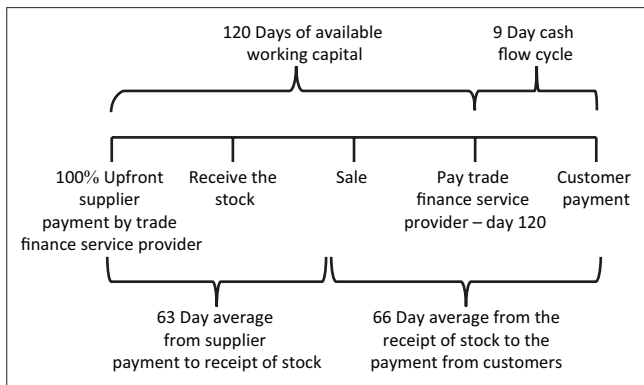 120 Days of available
working capital
9 Day cash
flow cycle
100% Upfront
supplier
payment by trade
finance service provider
Receive the
stock
Sale
Pay trade
finance service
provider – day 120
Customer
payment
63 Day average
from supplier
payment to receipt of stock
66 Day average from the
receipt of stock to the
payment from customers